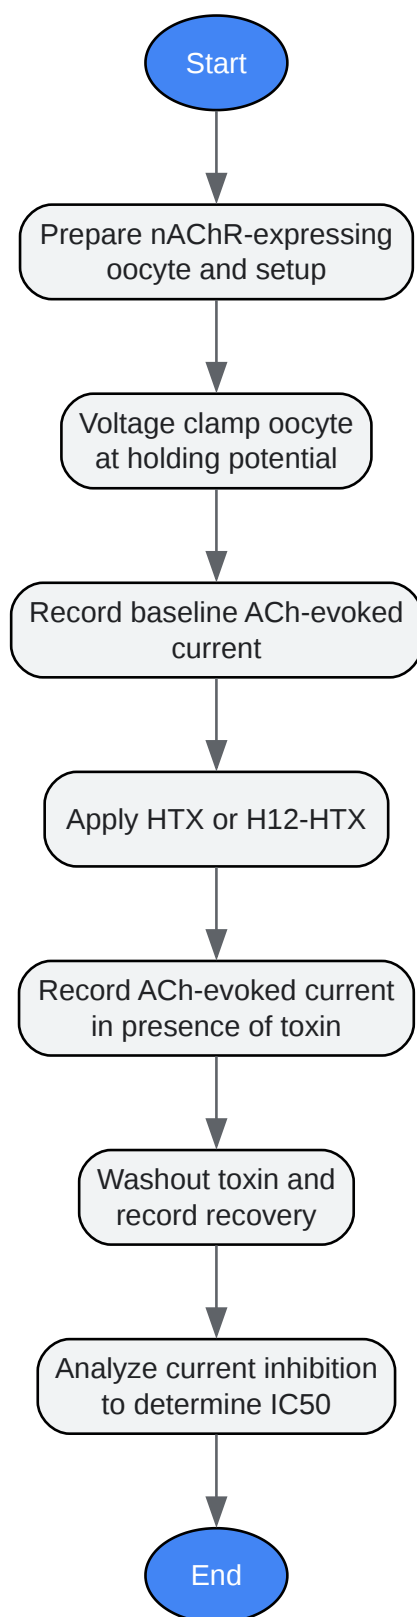 Start
Prepare nAChR-expressing
oocyte and setup
Voltage clamp oocyte
at holding potential
Record baseline ACh-evoked
current
Apply HTX or H12-HTX
Record ACh-evoked current
in presence of toxin
Washout toxin and
record recovery
Analyze current inhibition
to determine IC50
End